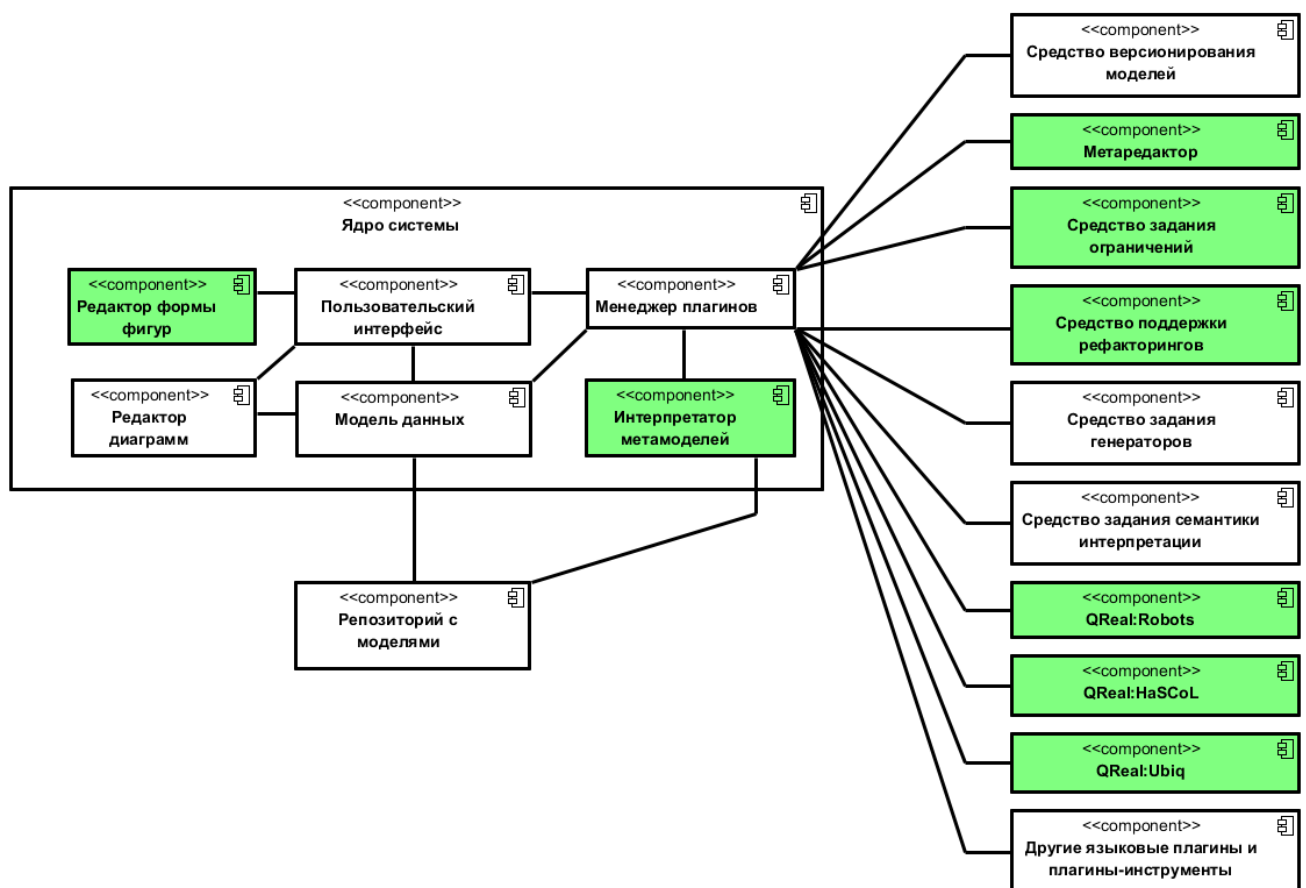 <<component>>
Средство версионирования
моделей
<<component>>
Метаредактор
<<component>>
Средство задания
ограничений
<<component>>
Средство поддержки
рефакторингов
<<component>>
Средство задания
генераторов
<<component>>
Средство задания семантики
интерпретации
<<component>>
QReal:Robots
<<component>>
QReal:HaSCoL
<<component>>
QReal:Ubiq
<<component>>
Другие языковые плагины и
плагины-инструменты
<<component>>
Ядро системы
<<component>>
Редактор формы
фигур
<<component>>
Пользовательский
интерфейс
<<component>>
Менеджер плагинов
<<component>>
Редактор
диаграмм
<<component>>
Модель данных
<<component>>
Интерпретатор
метамоделей
<<component>>
Репозиторий с
моделями